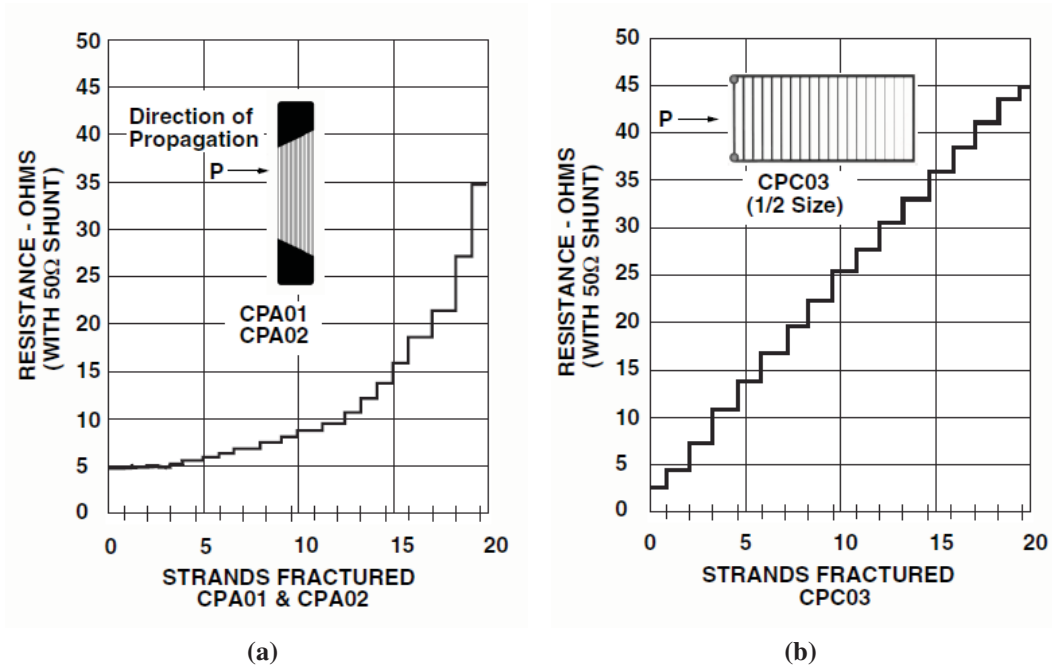 50
45
40
35
30
25
20
15
10
5
0
RESISTANCE - OHMS
(WITH 50Ω SHUNT)
Direction of
Propagation
P
CPA01
CPA02
0 5 10 15 20
STRANDS FRACTURED
CPA01 & CPA02
(a)
50
45
40
35
30
25
20
15
10
5
0
RESISTANCE - OHMS
(WITH 50Ω SHUNT)
P
CPC03
(1/2 Size)
0 5 10 15 20
STRANDS FRACTURED
CPC03
(b)